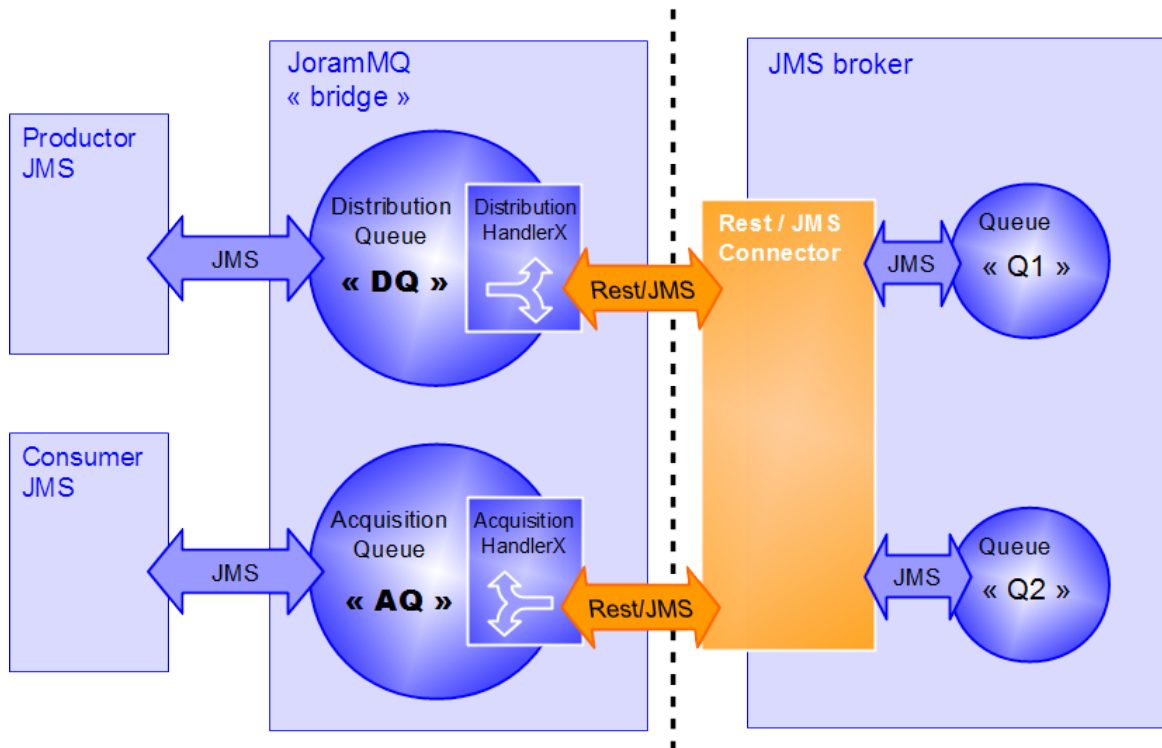 JoramMQ
« bridge »
JMS broker
Productor
JMS
JMS
Distribution
Queue
« DQ »
Distribution
HandlerX
Rest/JMS
Rest / JMS
Connector
JMS
Queue
« Q1 »
Consumer
JMS
JMS
Acquisition
Queue
« AQ »
Acquisition
HandlerX
Rest/JMS
JMS
Queue
« Q2 »